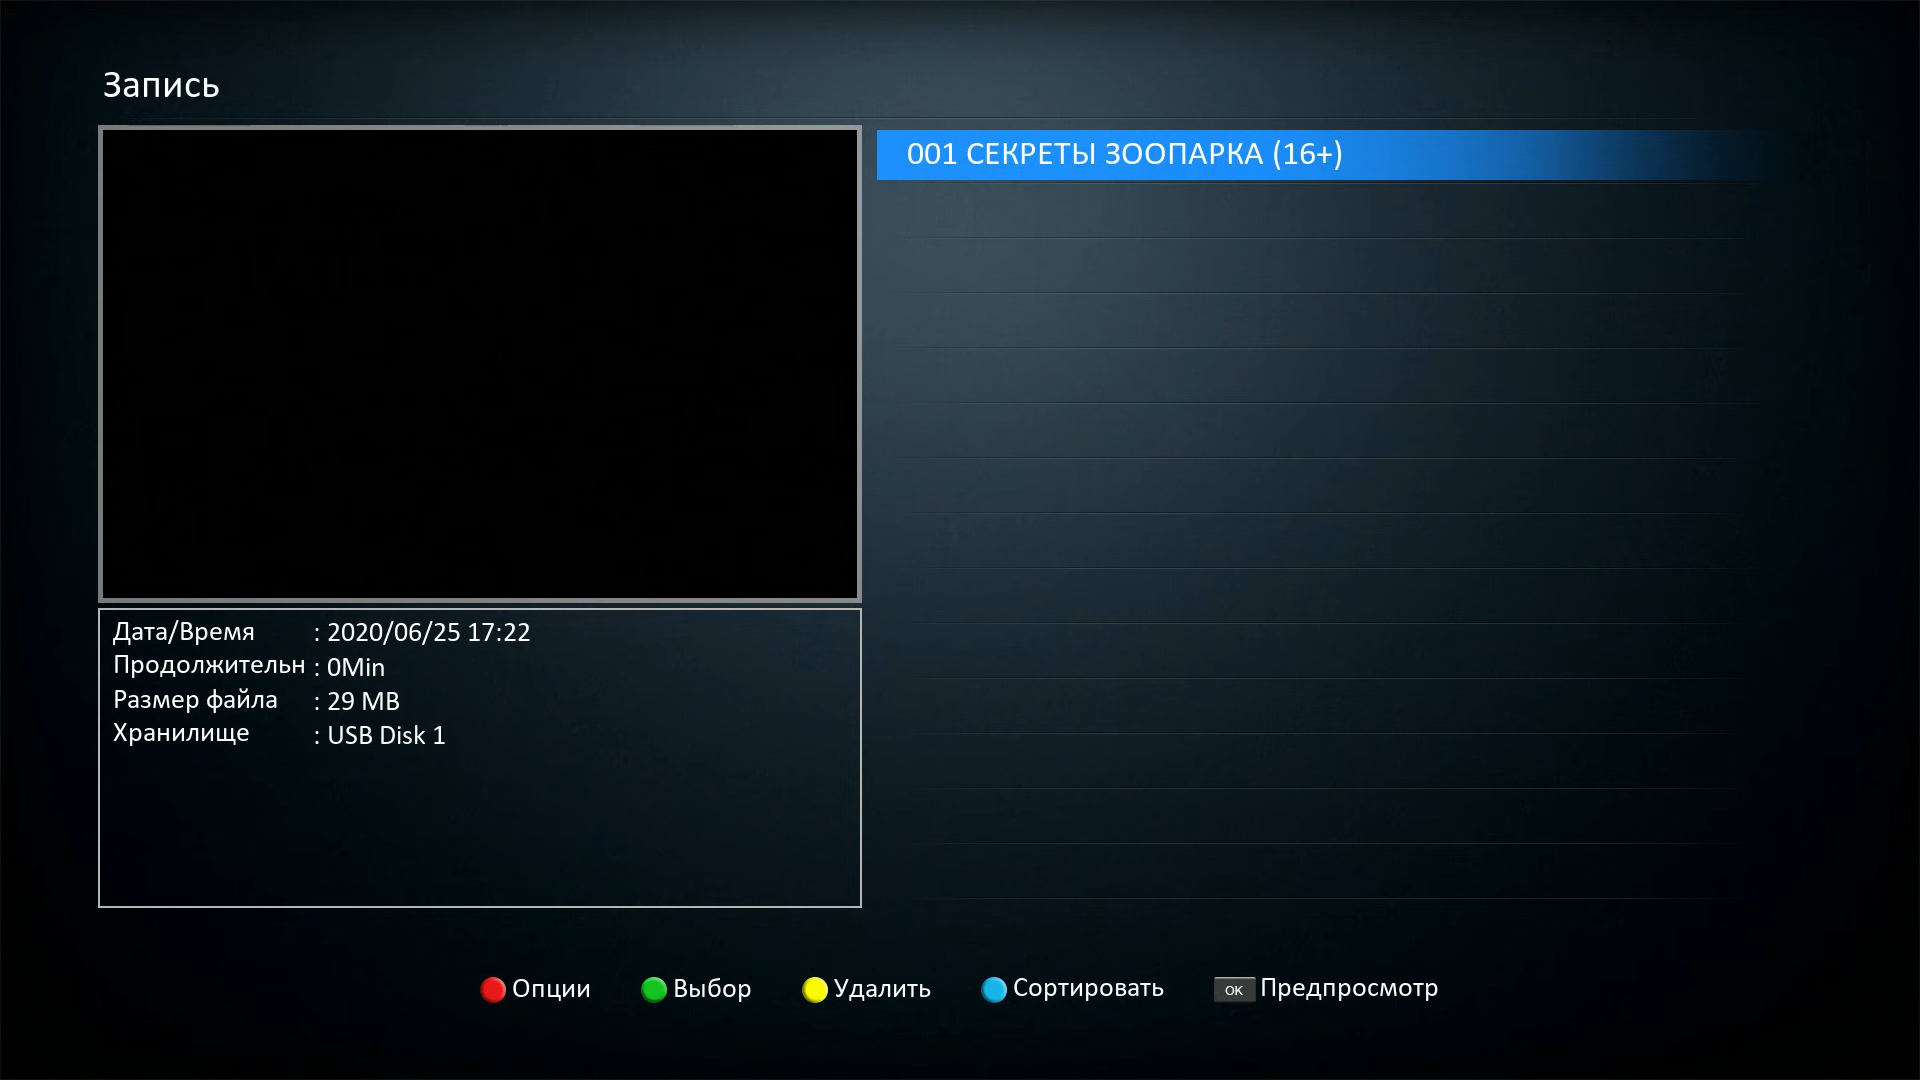 Запись
001 СЕКРЕТЫ ЗООПАРКА (16+)
Дата/Время : 2020/06/25 17:22
Продолжительн : 0Min
Размер файла : 29 MB
Хранилище : USB Disk 1
Опции Выбор Удалить Сортировать OK Предпросмотр